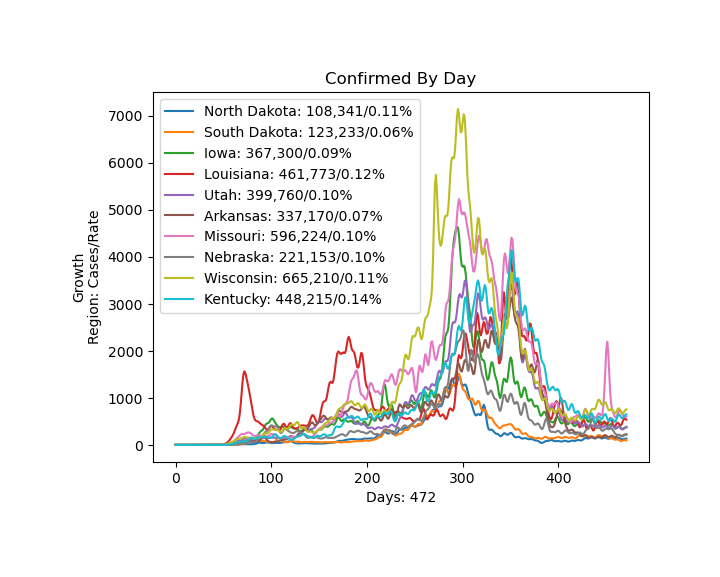 Confirmed By Day
7000
6000
5000
4000
3000
2000
1000
0
Growth
Region: Cases/Rate
North Dakota: 108,341/0.11%
South Dakota: 123,233/0.06%
Iowa: 367,300/0.09%
Louisiana: 461,773/0.12%
Utah: 399,760/0.10%
Arkansas: 337,170/0.07%
Missouri: 596,224/0.10%
Nebraska: 221,153/0.10%
Wisconsin: 665,210/0.11%
Kentucky: 448,215/0.14%
0 100 200 300 400
Days: 472